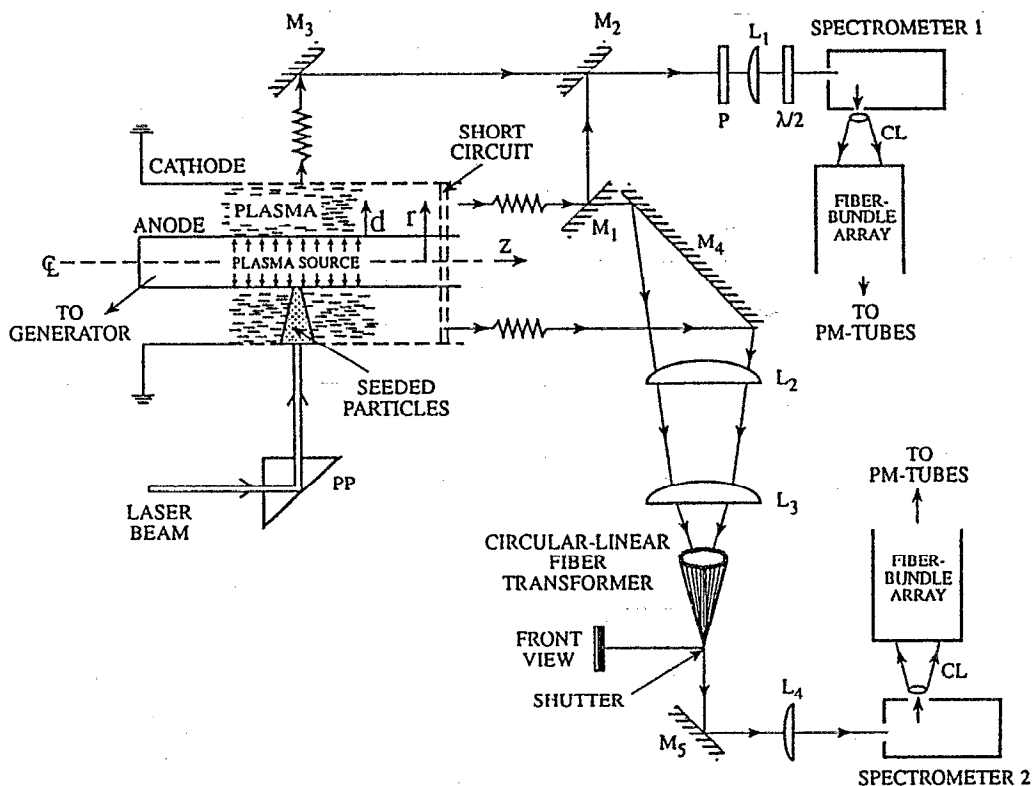 M3
M2
L1
SPECTROMETER 1
P
λ/2
CL
FIBER-
BUNDLE
ARRAY
TO
PM-TUBES
SHORT
CIRCUIT
CATHODE
PLASMA
d
r
ANODE
M1
M4
℄
PLASMA SOURCE
Z
TO
GENERATOR
SEEDED
PARTICLES
L2
PP
LASER
BEAM
L3
CIRCULAR-LINEAR
FIBER
TRANSFORMER
TO
PM-TUBES
FIBER-
BUNDLE
ARRAY
FRONT
VIEW
SHUTTER
CL
L4
M5
SPECTROMETER 2